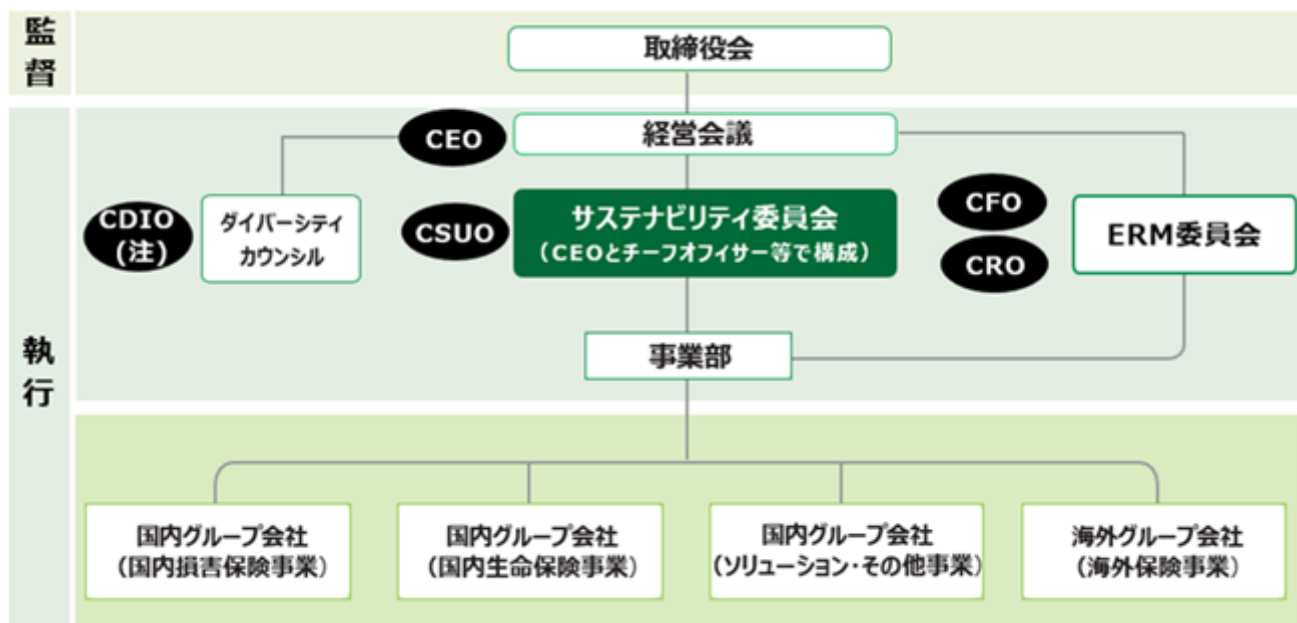 監督
取締役会
執行
CEO
経営会議
CDIO
(注)
ダイバーシティ
カウンシル
CSUO
サステナビリティ委員会
(CEOとチーフオフィサー等で構成)
CFO
CRO
ERM委員会
事業部
国内グループ会社
(国内損害保険事業)
国内グループ会社
(国内生命保険事業)
国内グループ会社
(ソリューション・その他事業)
海外グループ会社
(海外保険事業)